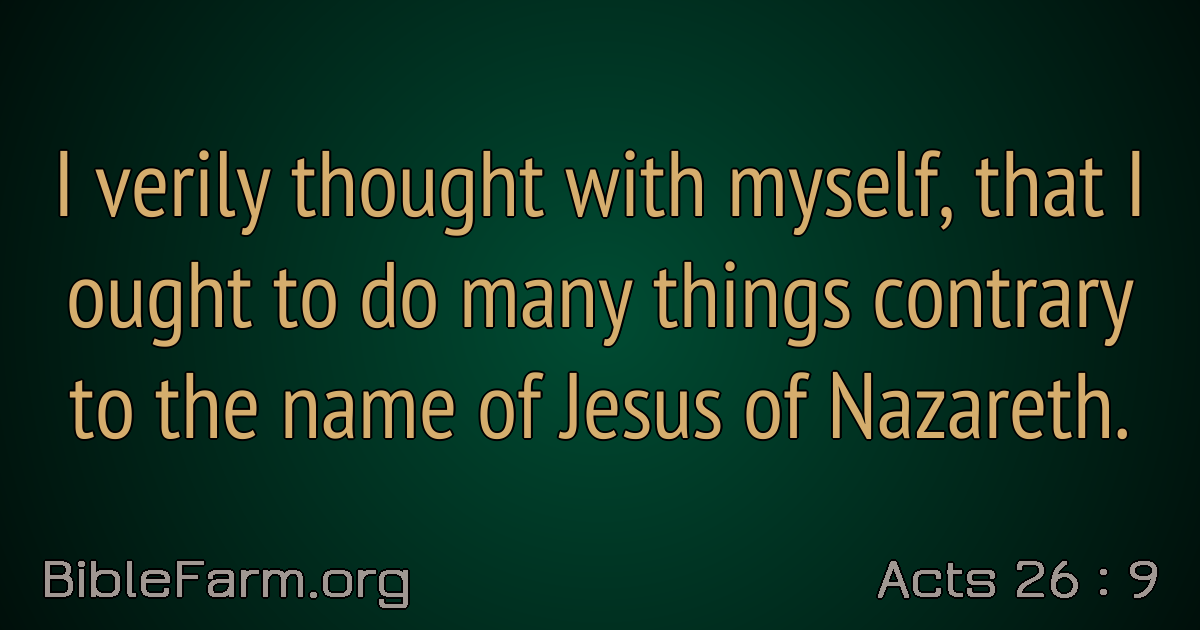 I verily thought with myself, that I
ought to do many things contrary
to the name of Jesus of Nazareth.
BibleFarm.org
Acts 26 : 9